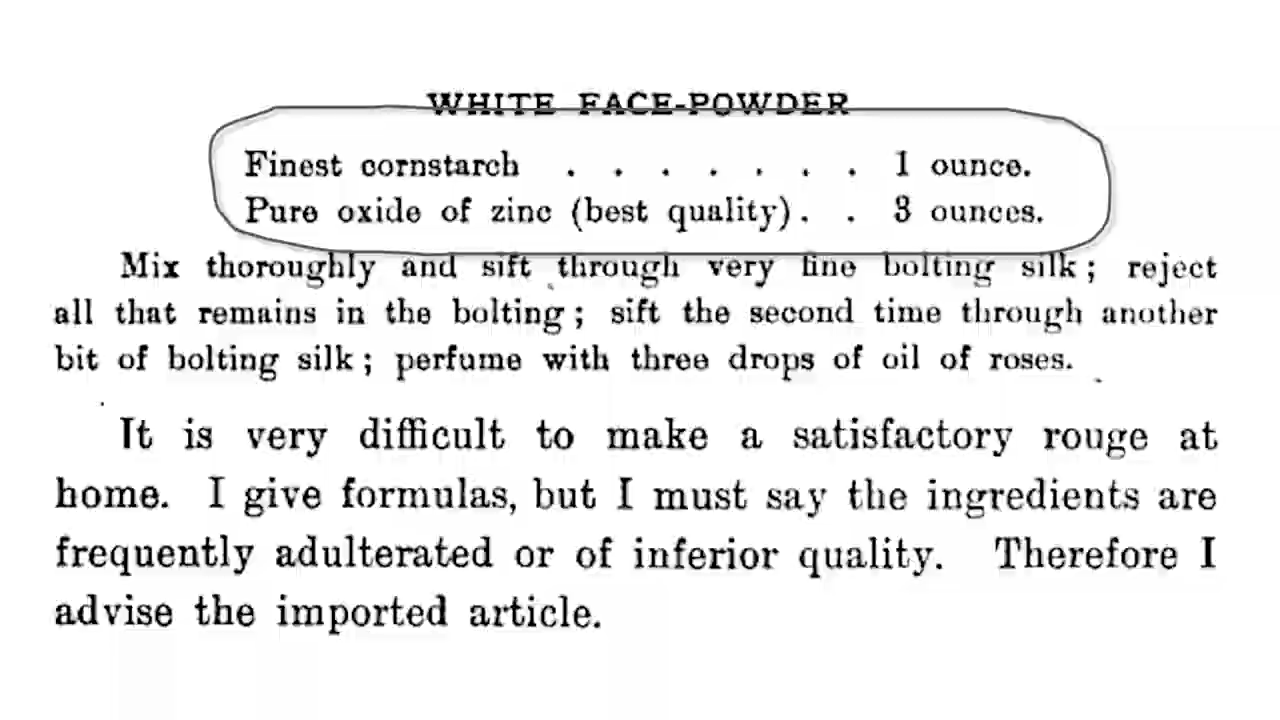 WHITE FACE-POWDER
Finest cornstarch . . . . . . . 1 ounce.
Pure oxide of zinc (best quality). . 3 ounces.
Mix thoroughly and sift through very fine bolting silk; reject
all that remains in the bolting; sift the second time through another
bit of bolting silk; perfume with three drops of oil of roses.
It is very difficult to make a satisfactory rouge at
home. I give formulas, but I must say the ingredients are
frequently adulterated or of inferior quality. Therefore I
advise the imported article.